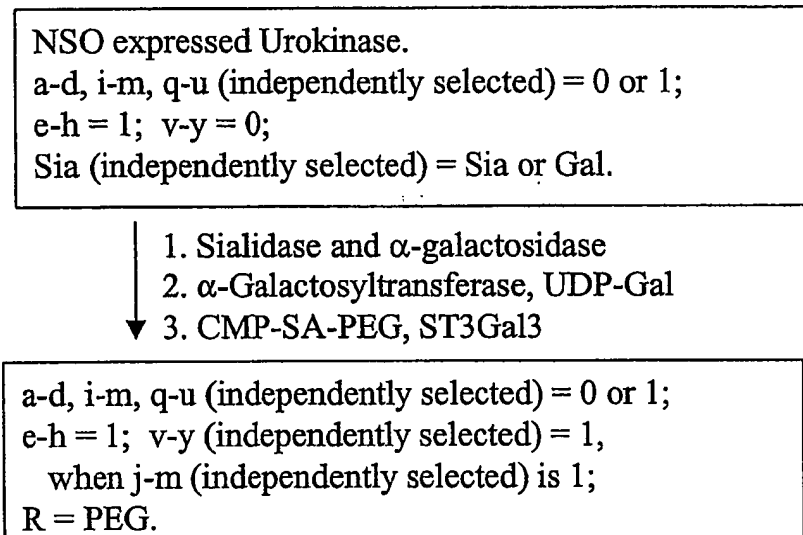 NSO expressed Urokinase.
a-d, i-m, q-u (independently selected) = 0 or 1;
e-h = 1; v-y = 0;
Sia (independently selected) = Sia or Gal.
1. Sialidase and α-galactosidase
2. α-Galactosyltransferase, UDP-Gal
3. CMP-SA-PEG, ST3Gal3
a-d, i-m, q-u (independently selected) = 0 or 1;
e-h = 1; v-y (independently selected) = 1,
when j-m (independently selected) is 1;
R = PEG.